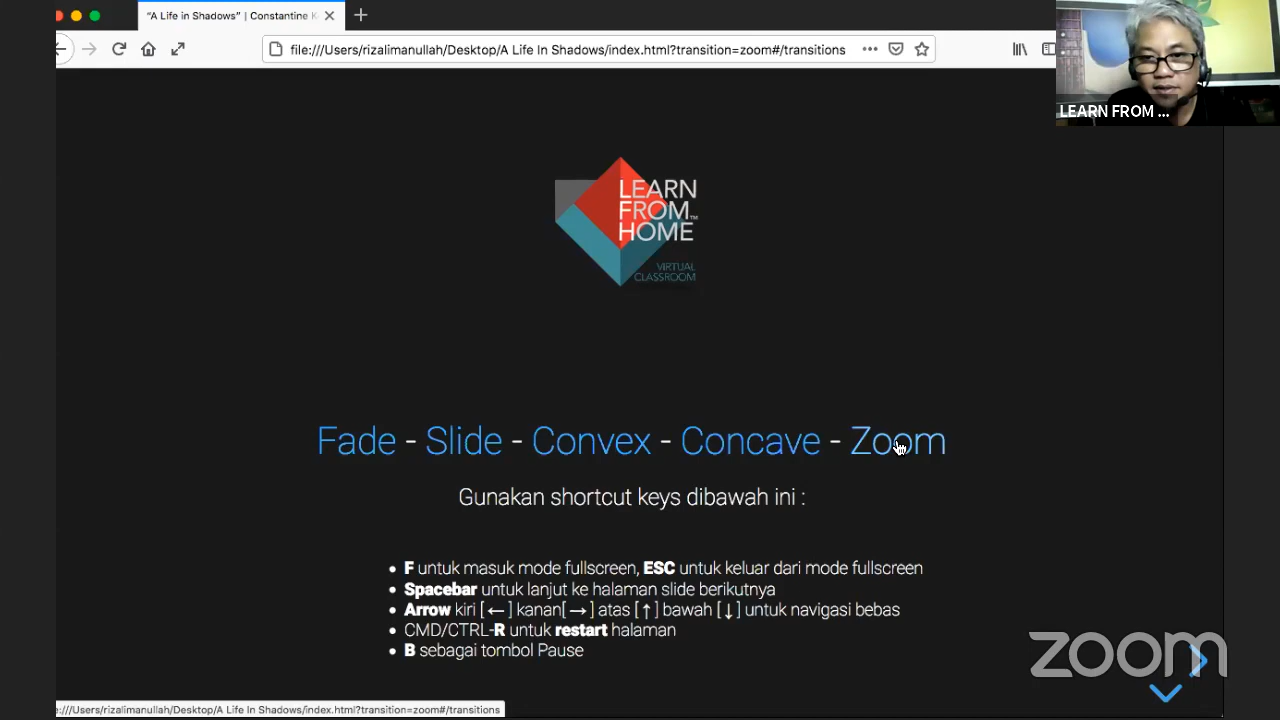 “A Life in Shadows” | Constantine K
file:///Users/rizalimanullah/Desktop/A Life In Shadows/index.html?transition=zoom#/transitions
LEARN FROM ...
LEARN
FROM™
HOME
VIRTUAL
CLASSROOM
Fade - Slide - Convex - Concave - Zoom
Gunakan shortcut keys dibawah ini :
• F untuk masuk mode fullscreen, ESC untuk keluar dari mode fullscreen
• Spacebar untuk lanjut ke halaman slide berikutnya
• Arrow kiri [←] kanan[→] atas [↑] bawah [↓] untuk navigasi bebas
• CMD/CTRL-R untuk restart halaman
• B sebagai tombol Pause
zoom
:///Users/rizalimanullah/Desktop/A Life In Shadows/index.html?transition=zoom#/transitions